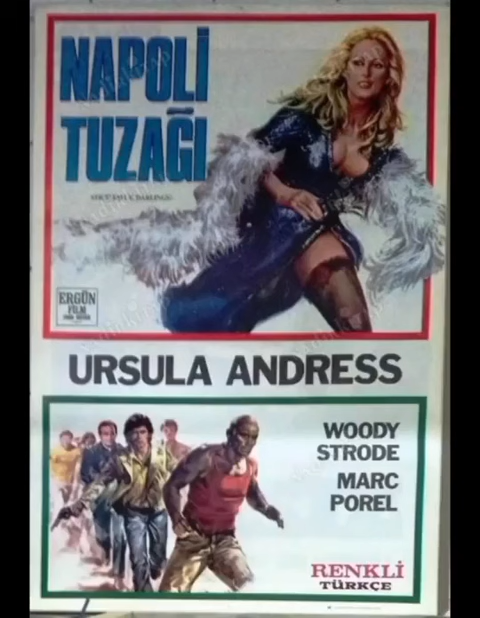 NAPOLİ
TUZAĞI
ERGÜN
FİLM
URSULA ANDRESS
WOODY
STRODE
MARC
POREL
RENKLİ
TÜRKÇE